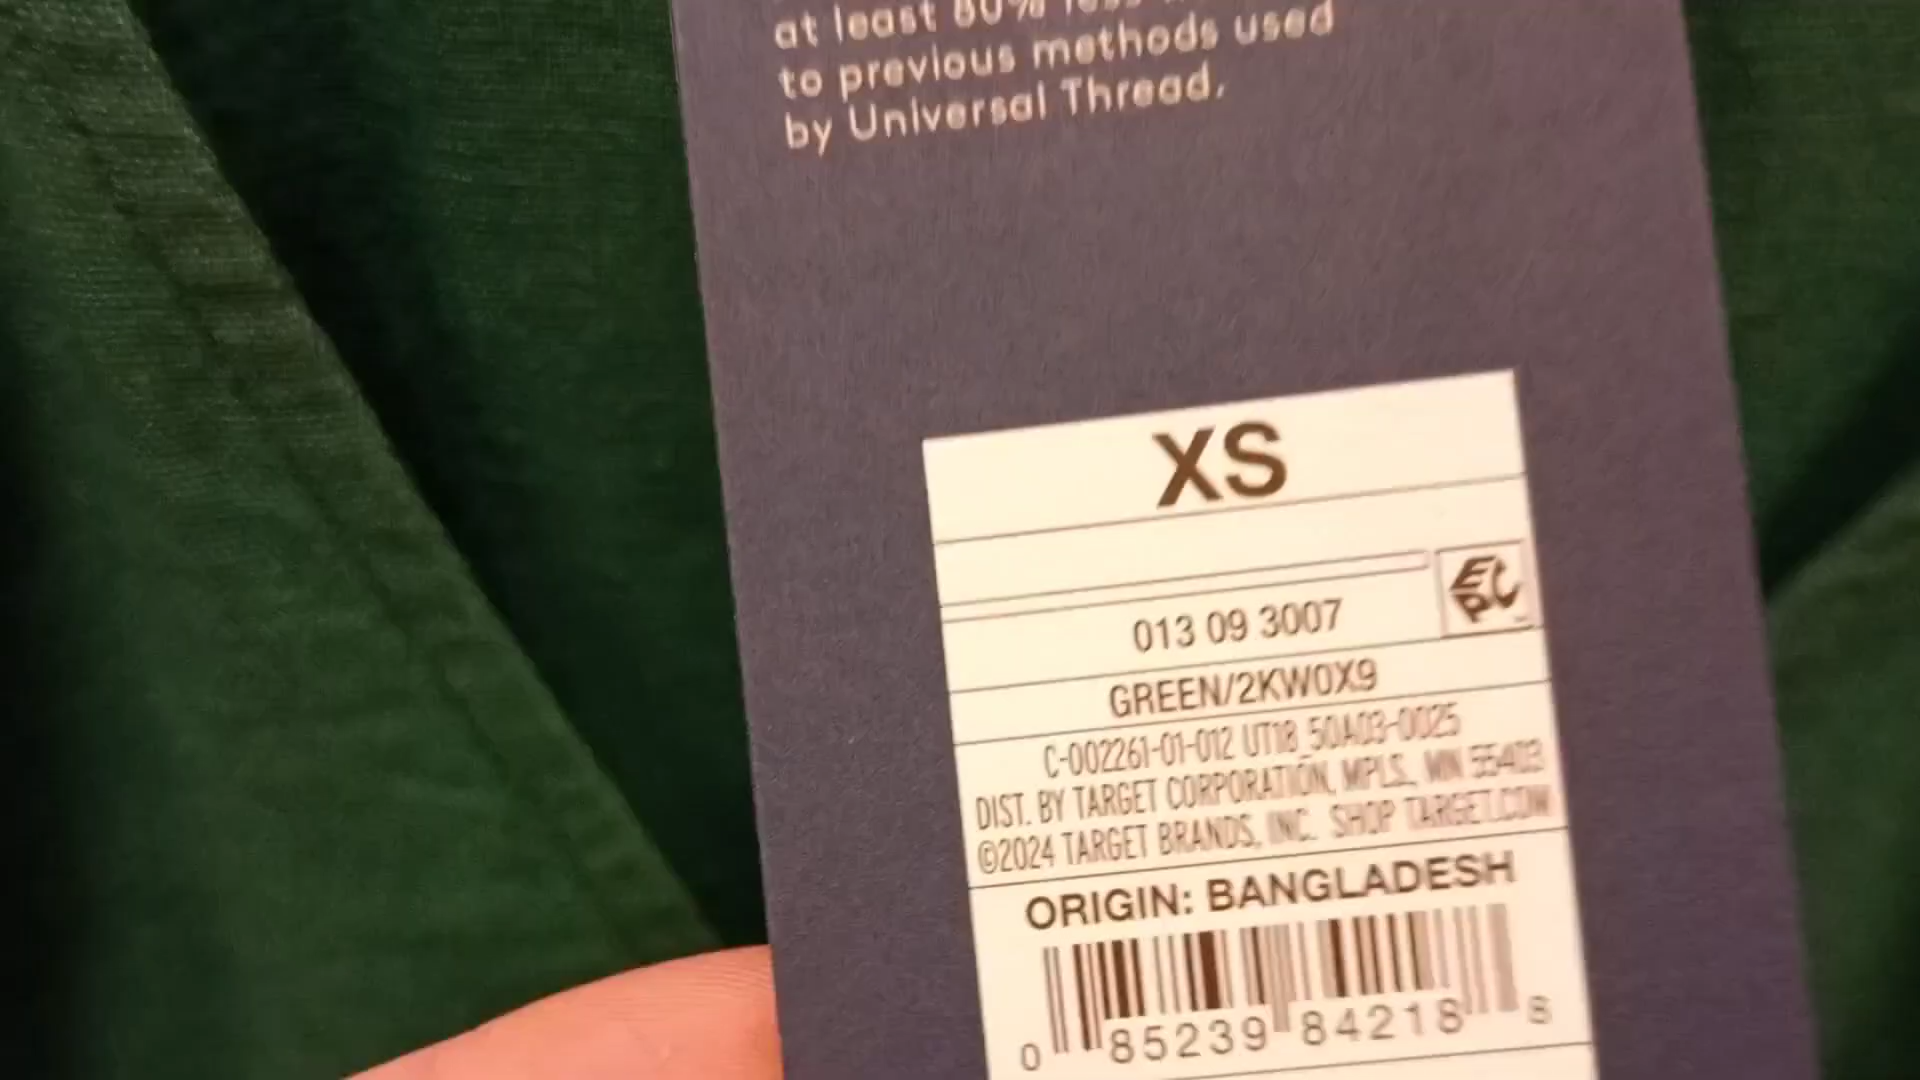 at least 80% less
to previous methods used
by Universal Thread.
XS
013 09 3007
EPC
GREEN/2KW0X9
C-002261-01-012 UT18_50A03-0025
DIST. BY TARGET CORPORATION, MPLS., MN 55403
©2024 TARGET BRANDS, INC. SHOP TARGET.COM
ORIGIN: BANGLADESH
0 85239 84218 8